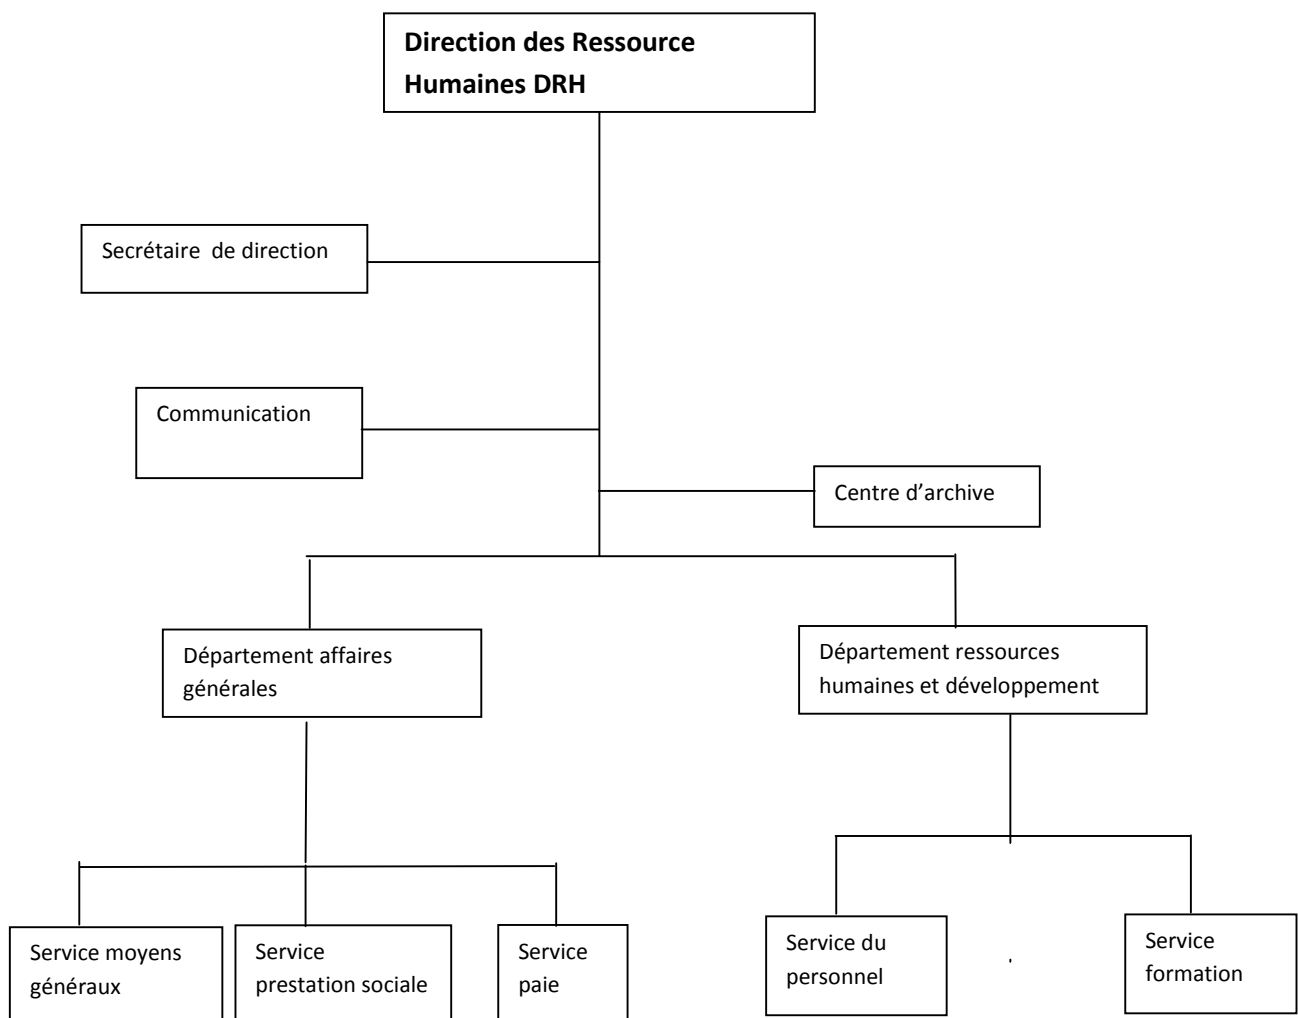 Direction des Ressource
Humaines DRH
Secrétaire de direction
Communication
Centre d’archive
Département affaires
générales
Département ressources
humaines et développement
Service moyens
généraux
Service
prestation sociale
Service
paie
Service du
personnel
Service
formation